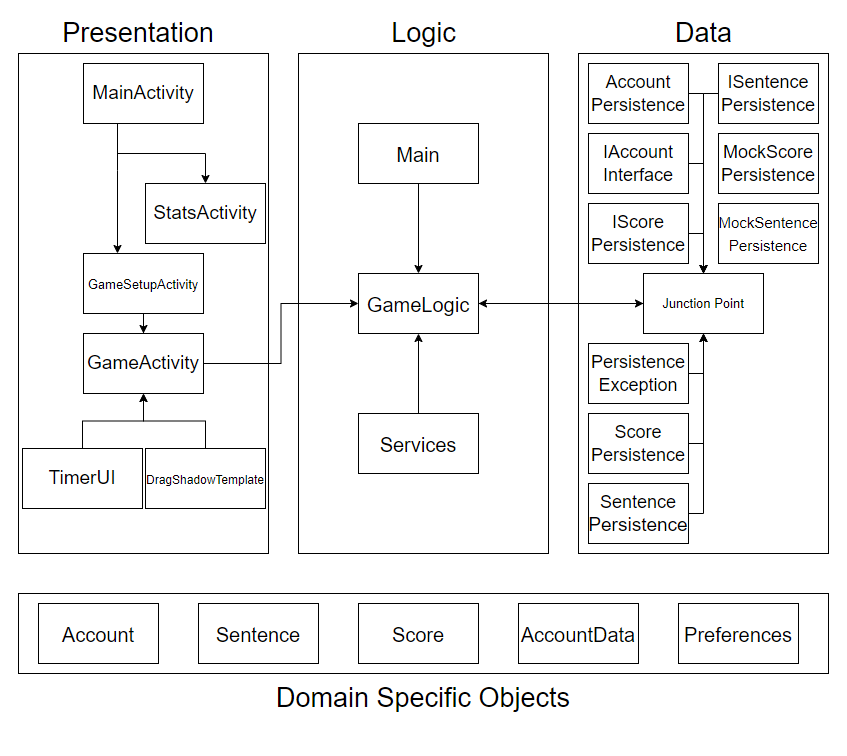 Presentation
MainActivity
StatsActivity
GameSetupActivity
GameActivity
TimerUI
DragShadowTemplate
Logic
Main
GameLogic
Services
Data
Account
Persistence
ISentence
Persistence
IAccount
Interface
MockScore
Persistence
IScore
Persistence
MockSentence
Persistence
Junction Point
Persistence
Exception
Score
Persistence
Sentence
Persistence
Account
Sentence
Score
AccountData
Preferences
Domain Specific Objects